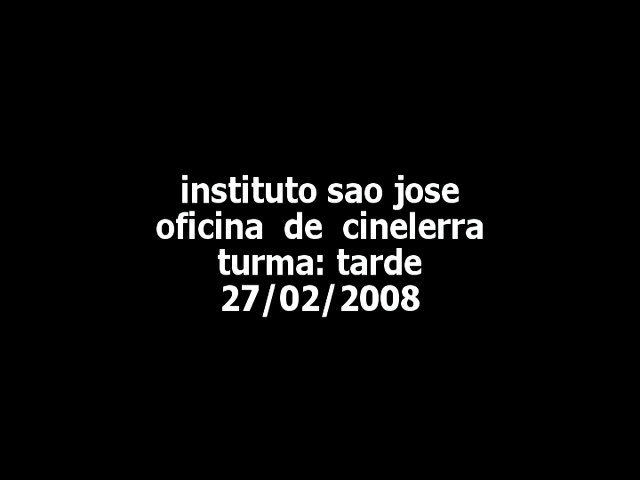 instituto sao jose
oficina de cinelerra
turma: tarde
27/02/2008